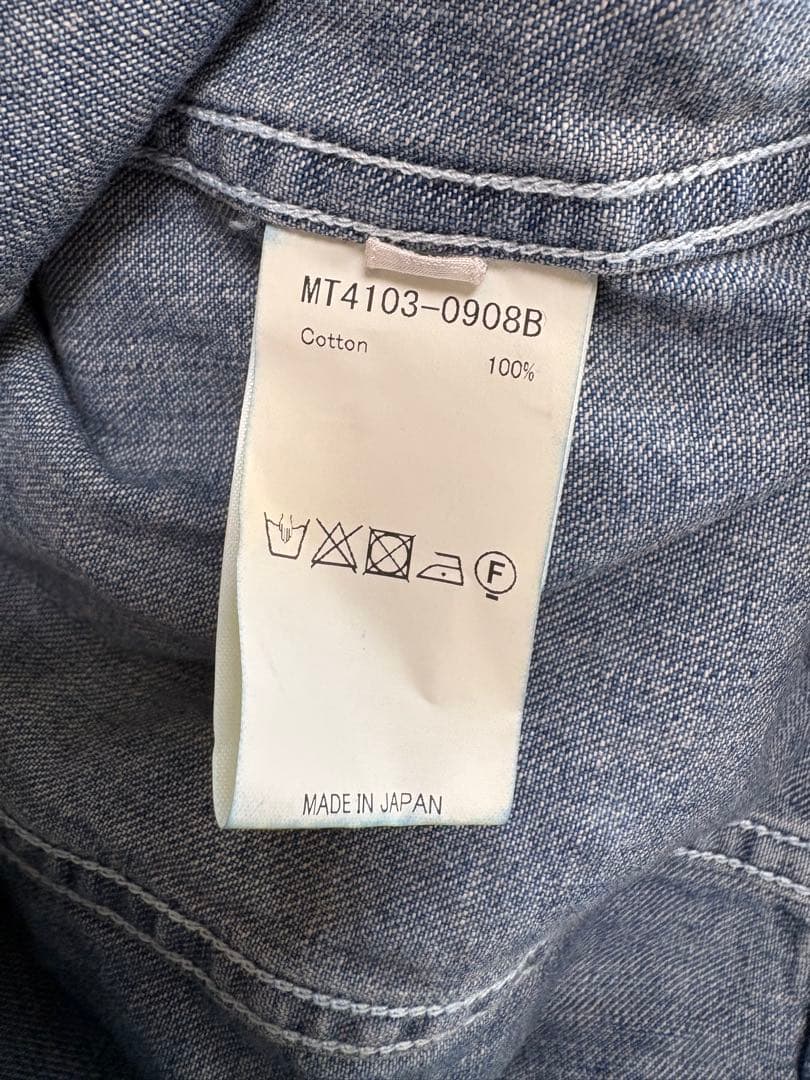 MT4103-0908B
Cotton
100%
F
MADE IN JAPAN